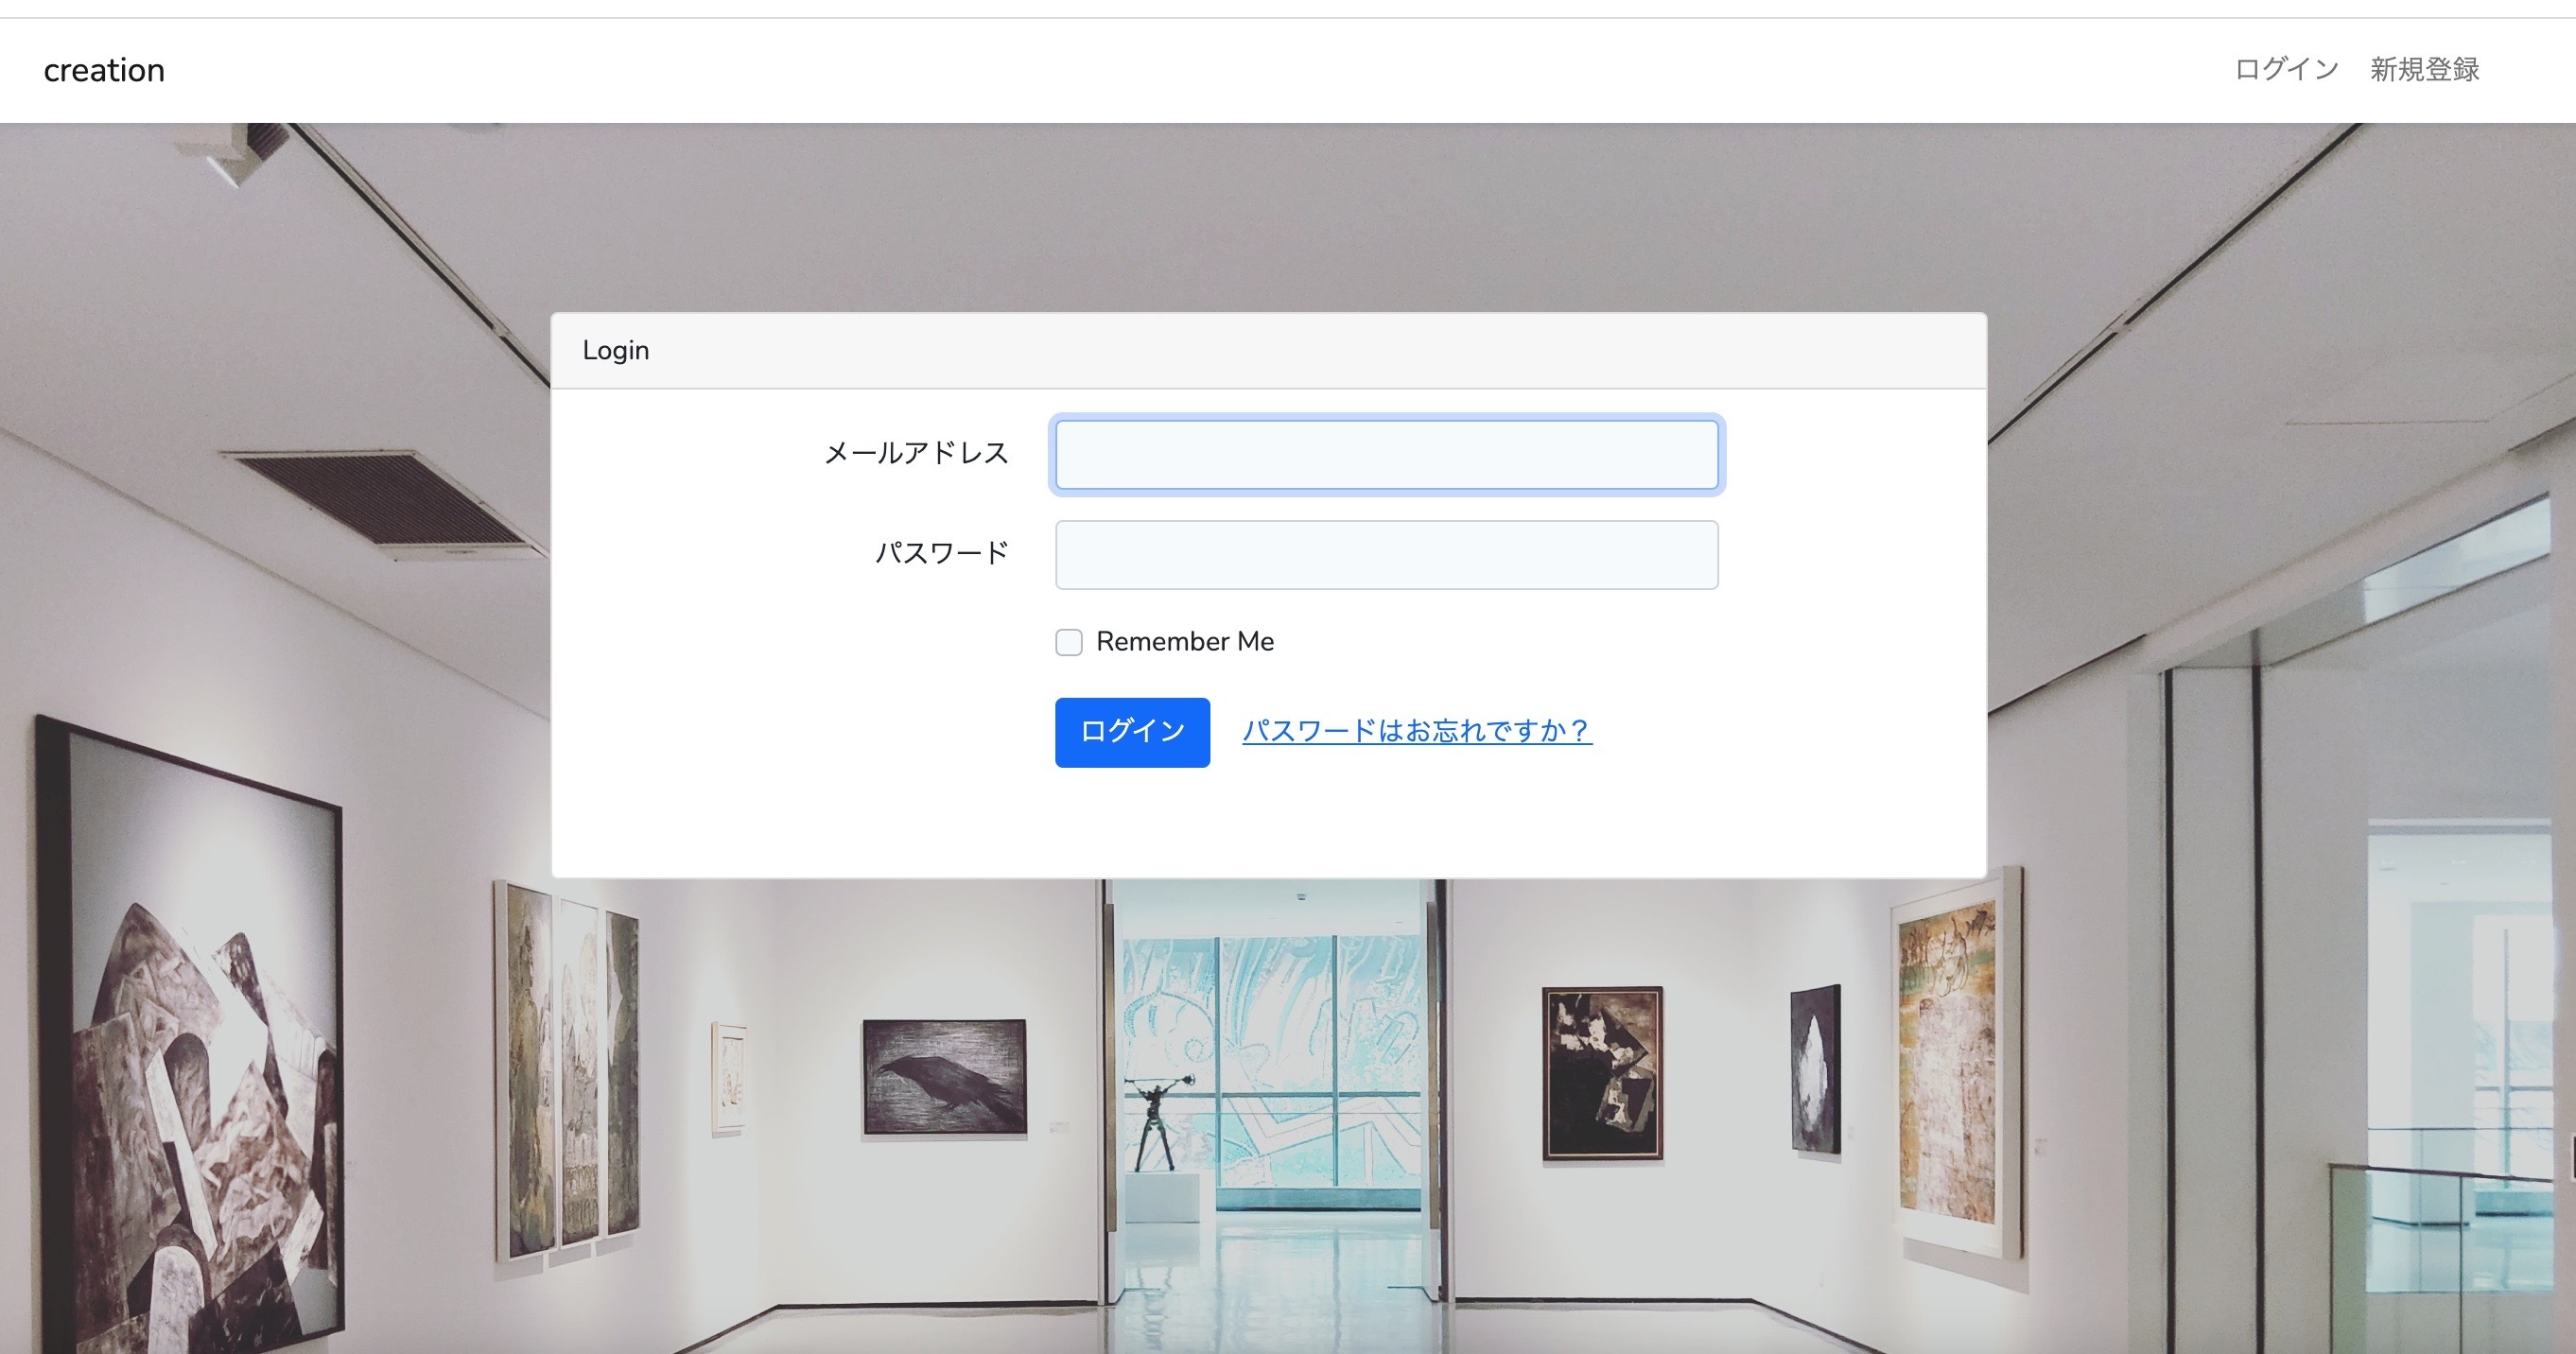 creation
ログイン 新規登録
Login
メールアドレス
パスワード
Remember Me
ログイン パスワードはお忘れですか？